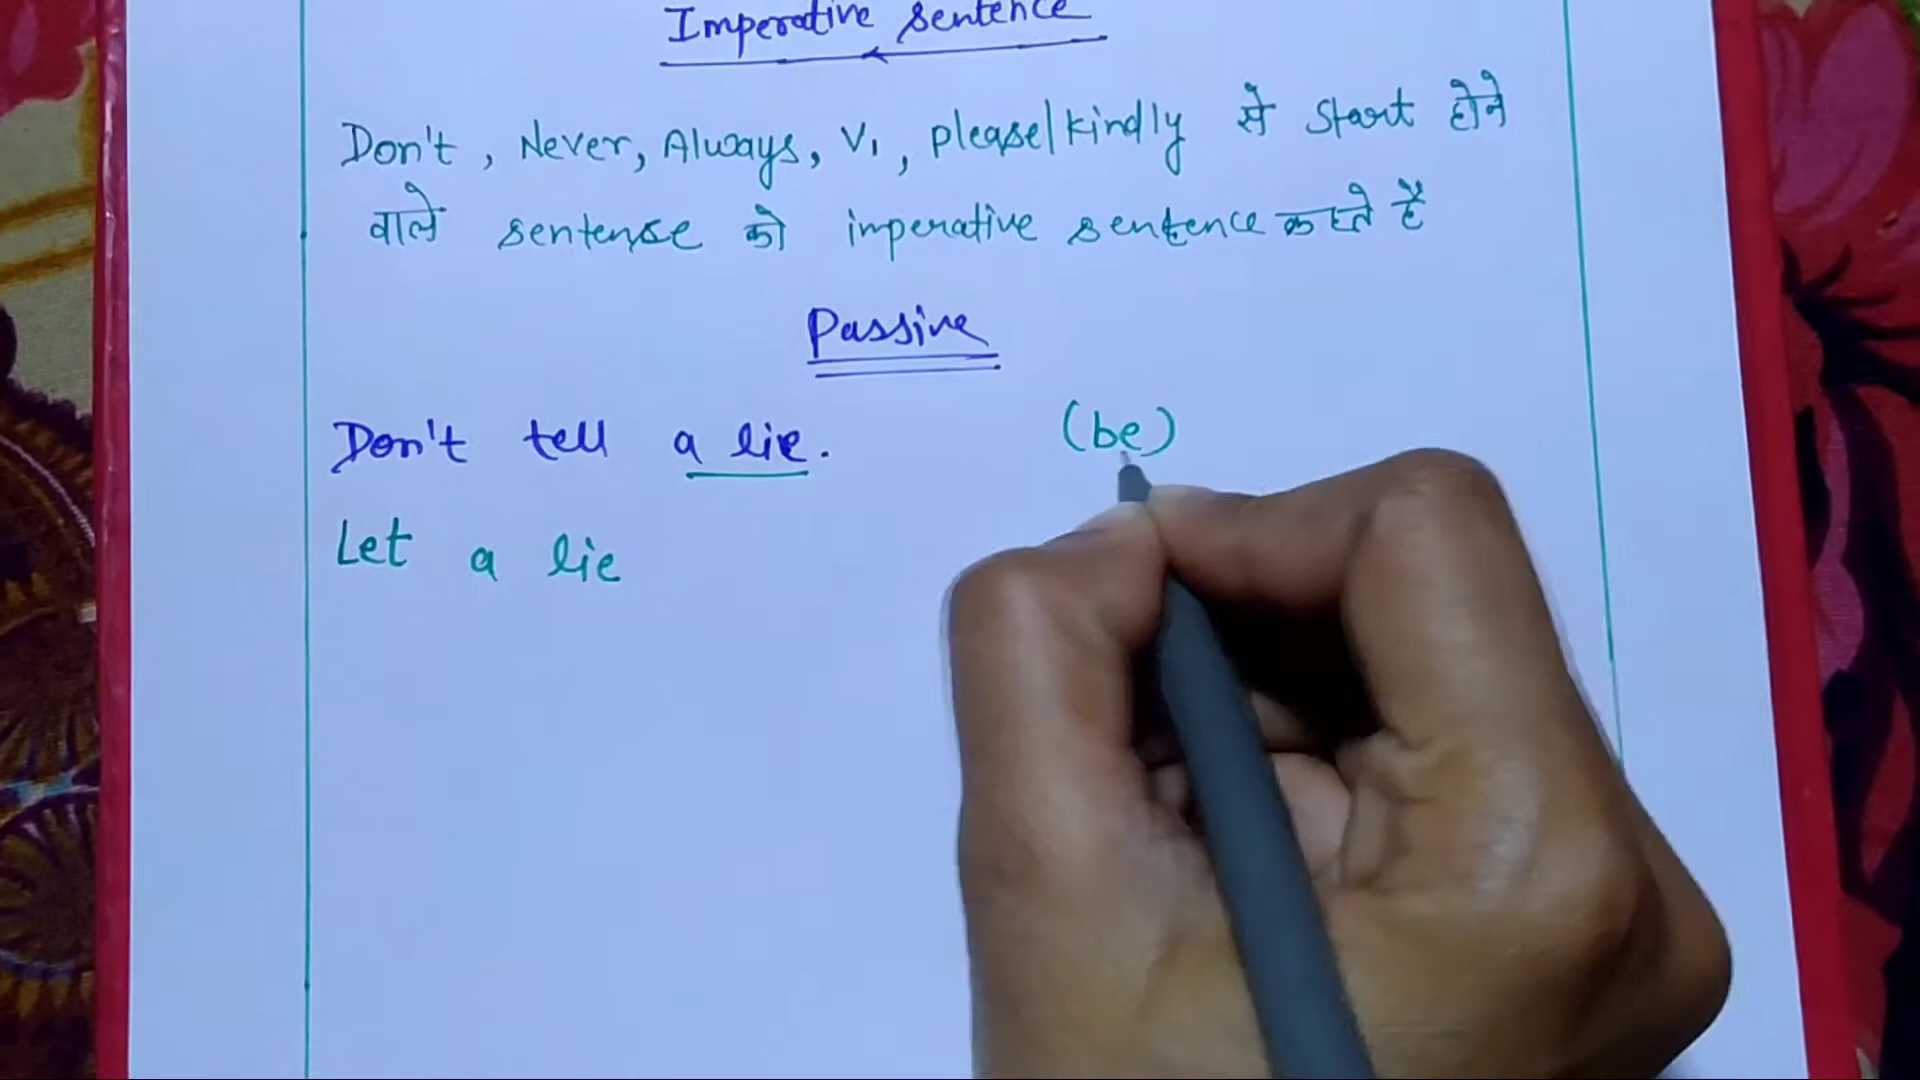 Imperative sentence
Don't, Never, Always, V1, please/kindly से start होने
वाले sentense को imperative sentence कहते हैं
Passive
Don't tell a lie. (be)
Let a lie